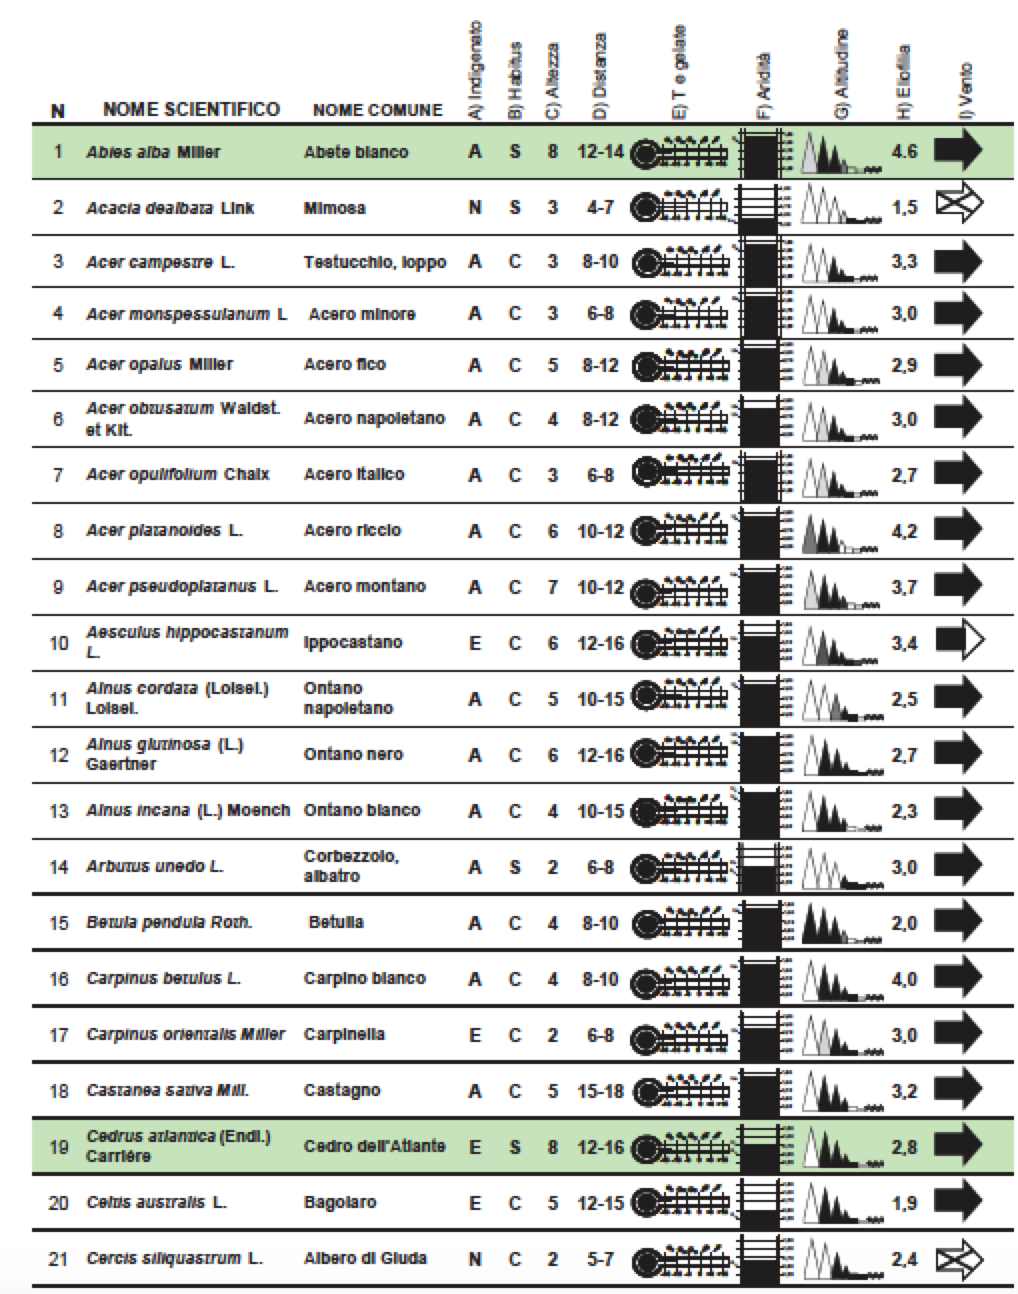 N NOME SCIENTIFICO NOME COMUNE A) Indigenato B) Habitus C) Altezza D) Distanza E) T e gelate F) Aridità G) Altitudine H) Eliofilia I) Vento
1 Abies alba Miller Abete bianco A S 8 12-14 4.6
2 Acacia dealbata Link Mimosa N S 3 4-7 1,5
3 Acer campestre L. Testucchio, loppo A C 3 8-10 3,3
4 Acer monspessulanum L Acero minore A C 3 6-8 3,0
5 Acer opalus Miller Acero fico A C 5 8-12 2,9
6 Acer obtusatum Waldst. et Kit. Acero napoletano A C 4 8-12 3,0
7 Acer opulifolium Chaix Acero italico A C 3 6-8 2,7
8 Acer platanoides L. Acero riccio A C 6 10-12 4,2
9 Acer pseudoplatanus L. Acero montano A C 7 10-12 3,7
10 Aesculus hippocastanum L. Ippocastano E C 6 12-16 3,4
11 Alnus cordata (Loisel.) Loisel. Ontano napoletano A C 5 10-15 2,5
12 Alnus glutinosa (L.) Gaertner Ontano nero A C 6 12-16 2,7
13 Alnus incana (L.) Moench Ontano bianco A C 4 10-15 2,3
14 Arbutus unedo L. Corbezzolo, albatro A S 2 6-8 3,0
15 Betula pendula Roth. Betulla A C 4 8-10 2,0
16 Carpinus betulus L. Carpino bianco A C 4 8-10 4,0
17 Carpinus orientalis Miller Carpinella E C 2 6-8 3,0
18 Castanea sativa Mill. Castagno A C 5 15-18 3,2
19 Cedrus atlantica (Endl.) Carriére Cedro dell'Atlante E S 8 12-16 2,8
20 Celtis australis L. Bagolaro E C 5 12-15 1,9
21 Cercis siliquastrum L. Albero di Giuda N C 2 5-7 2,4